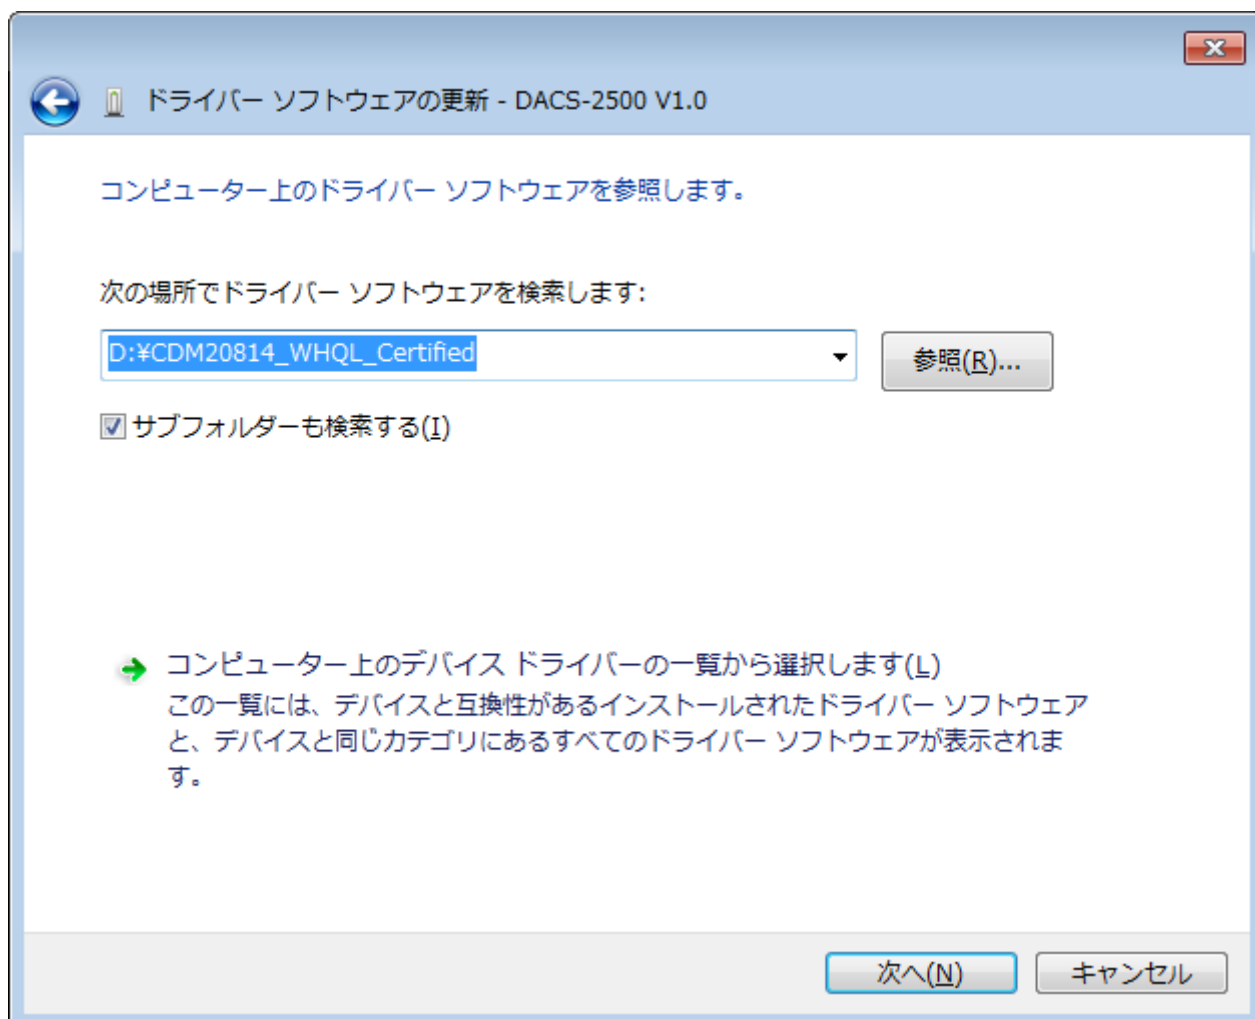 ドライバー ソフトウェアの更新 - DACS-2500 V1.0
コンピューター上のドライバー ソフトウェアを参照します。
次の場所でドライバー ソフトウェアを検索します:
D:¥CDM20814_WHQL_Certified
参照(R)...
サブフォルダーも検索する(I)
コンピューター上のデバイス ドライバーの一覧から選択します(L)
この一覧には、デバイスと互換性があるインストールされたドライバー ソフトウェア
と、デバイスと同じカテゴリにあるすべてのドライバー ソフトウェアが表示されま
す。
次へ(N)
キャンセル